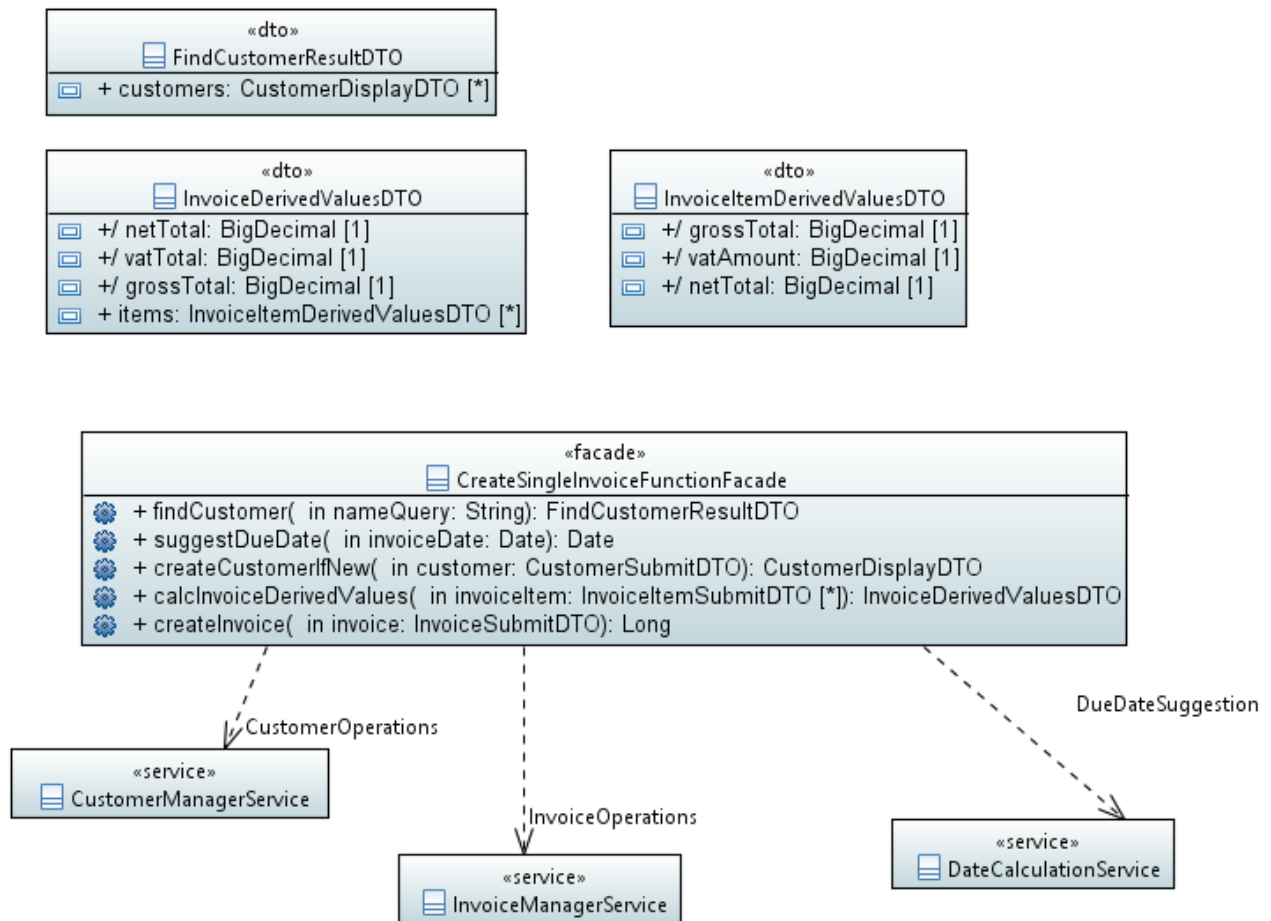 «dto»
FindCustomerResultDTO
+ customers: CustomerDisplayDTO [*]
«dto»
InvoiceDerivedValuesDTO
+/ netTotal: BigDecimal [1]
+/ vatTotal: BigDecimal [1]
+/ grossTotal: BigDecimal [1]
+ items: InvoiceItemDerivedValuesDTO [*]
«dto»
InvoiceItemDerivedValuesDTO
+/ grossTotal: BigDecimal [1]
+/ vatAmount: BigDecimal [1]
+/ netTotal: BigDecimal [1]
«facade»
CreateSingleInvoiceFunctionFacade
+ findCustomer(  in nameQuery: String): FindCustomerResultDTO
+ suggestDueDate(  in invoiceDate: Date): Date
+ createCustomerIfNew(  in customer: CustomerSubmitDTO): CustomerDisplayDTO
+ calcInvoiceDerivedValues(  in invoiceItem: InvoiceItemSubmitDTO [*]): InvoiceDerivedValuesDTO
+ createInvoice(  in invoice: InvoiceSubmitDTO): Long
DueDateSuggestion
CustomerOperations
«service»
CustomerManagerService
InvoiceOperations
«service»
DateCalculationService
«service»
InvoiceManagerService